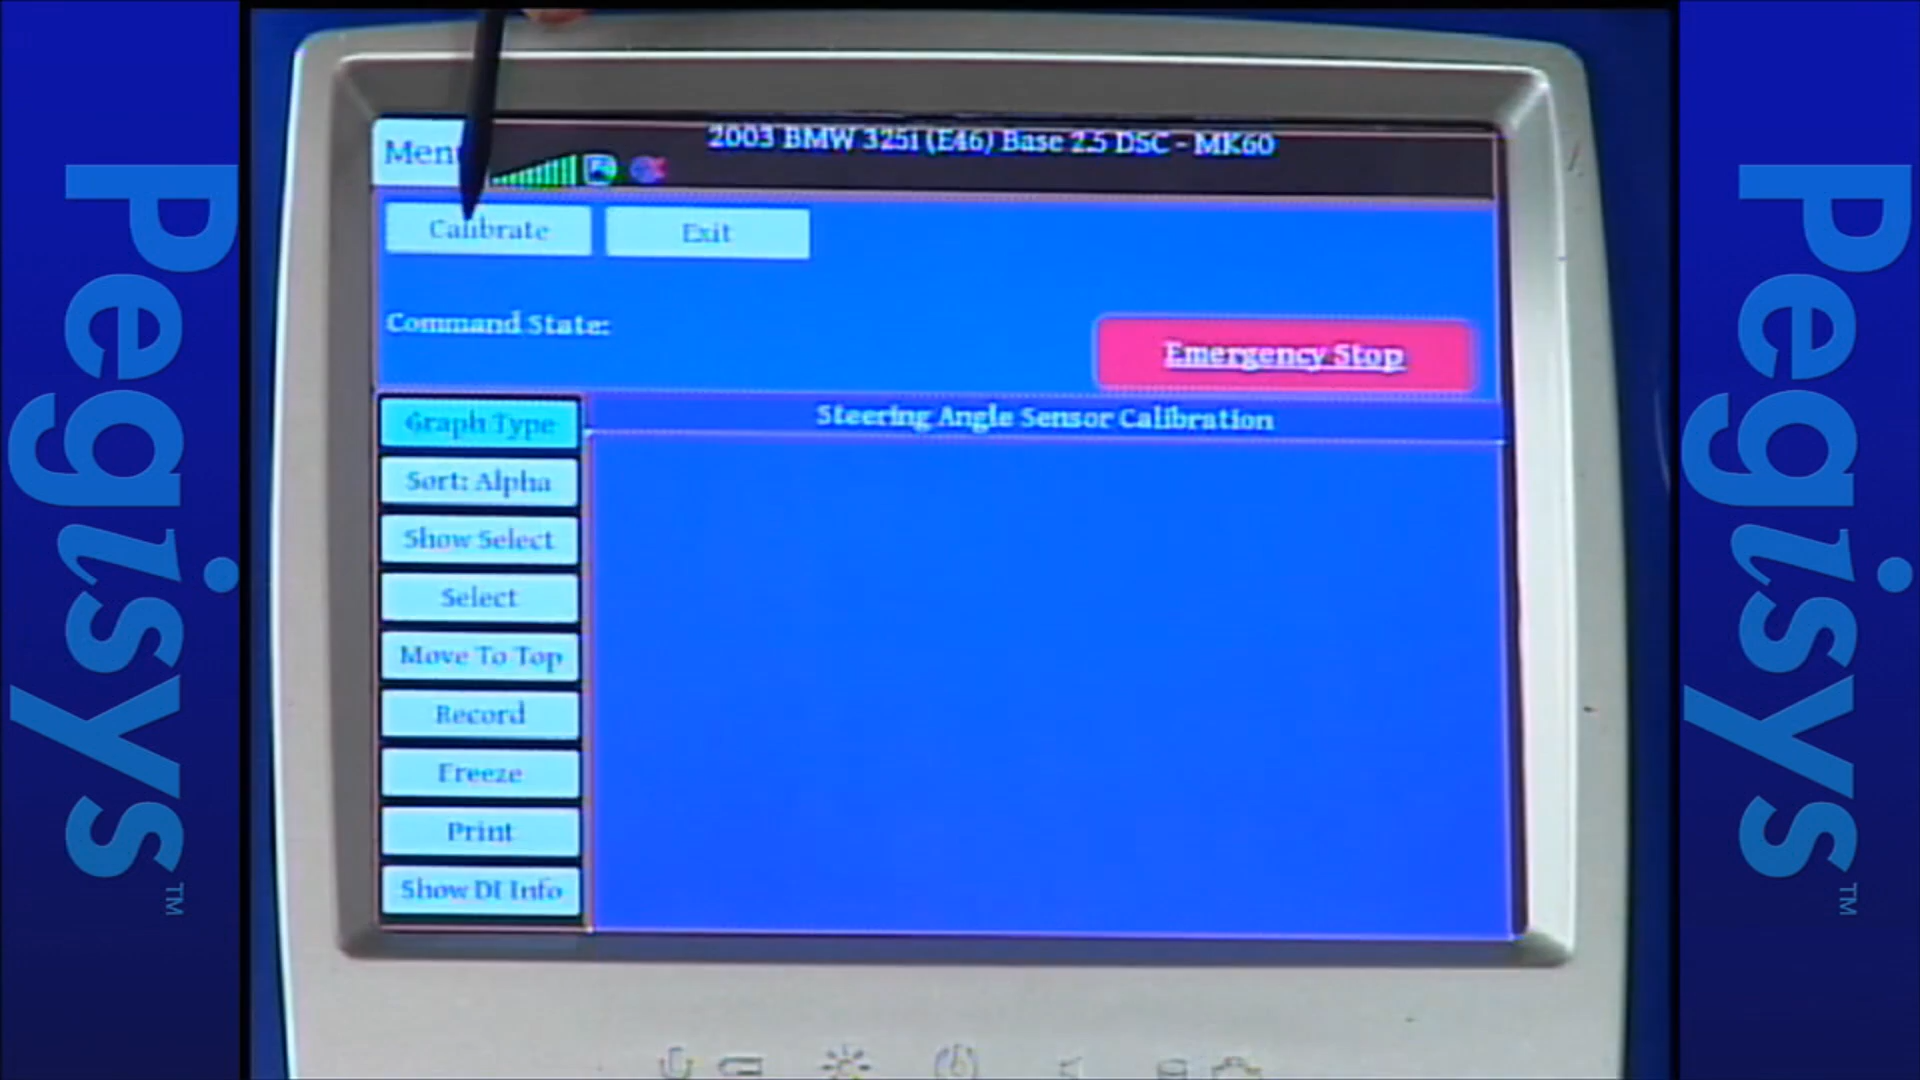 Pegisys™
Menu
2003 BMW 325i (E46) Base 2.5 DSC - MK60
Calibrate
Exit
Command State:
Emergency Stop
Graph Type
Steering Angle Sensor Calibration
Sort: Alpha
Show Select
Select
Move To Top
Record
Freeze
Print
Show DI Info
Pegisys™